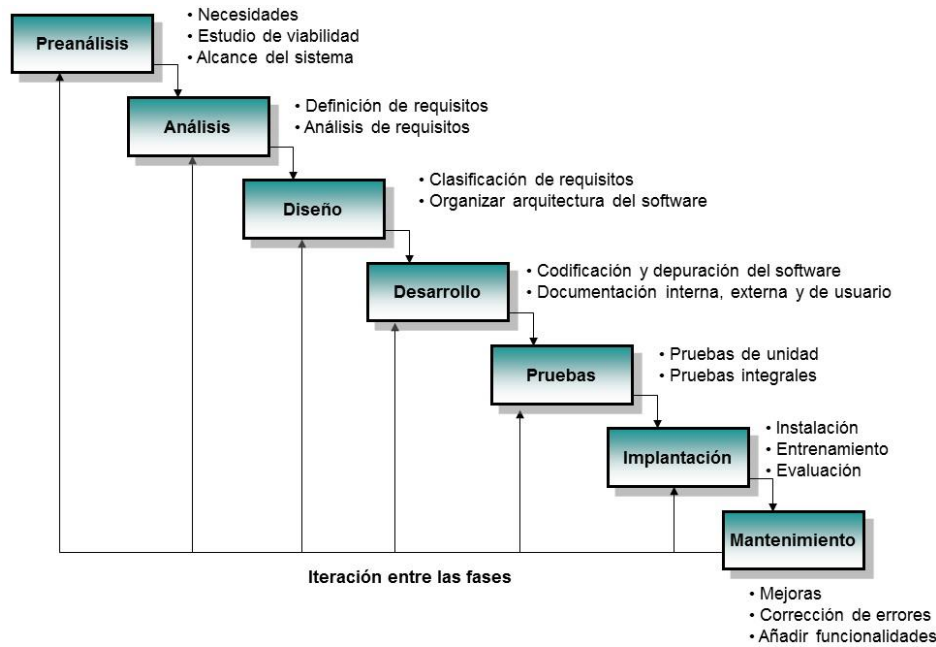 Preanálisis
• Necesidades
• Estudio de viabilidad
• Alcance del sistema
Análisis
• Definición de requisitos
• Análisis de requisitos
Diseño
• Clasificación de requisitos
• Organizar arquitectura del software
Desarrollo
• Codificación y depuración del software
• Documentación interna, externa y de usuario
Pruebas
• Pruebas de unidad
• Pruebas integrales
Implantación
• Instalación
• Entrenamiento
• Evaluación
Mantenimiento
• Mejoras
• Corrección de errores
• Añadir funcionalidades
Iteración entre las fases